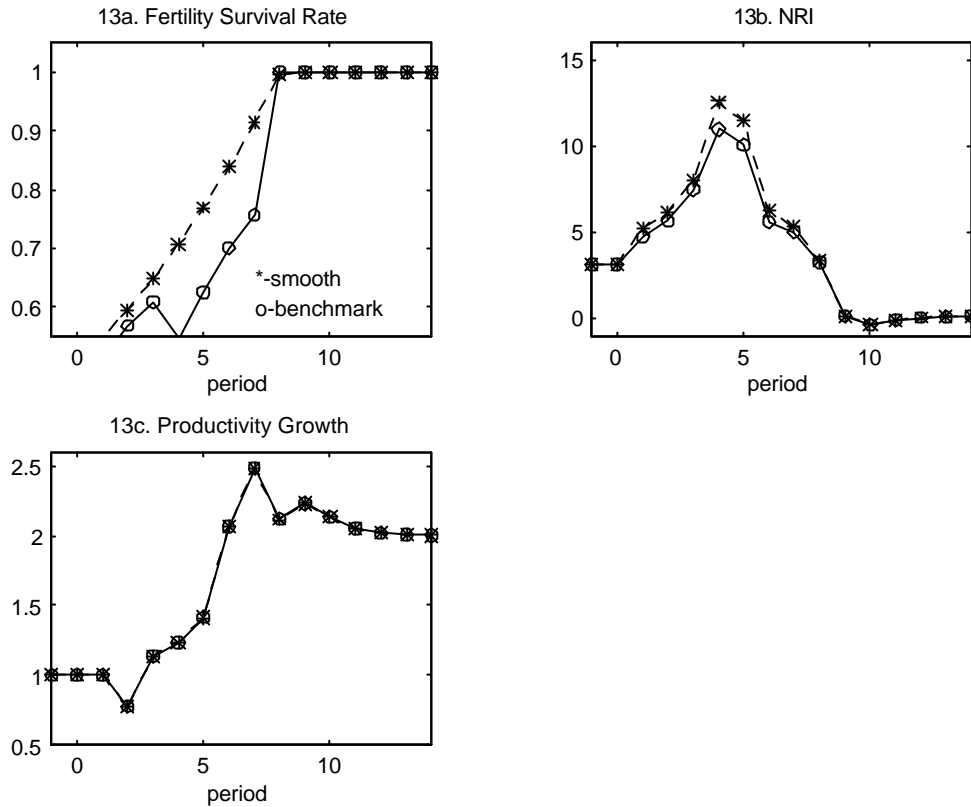 13a. Fertility Survival Rate
1
0.9
0.8
0.7
0.6
*-smooth
o-benchmark
0 5 10
period
13b. NRI
15
10
5
0
0 5 10
period
13c. Productivity Growth
2.5
2
1.5
1
0.5
0 5 10
period